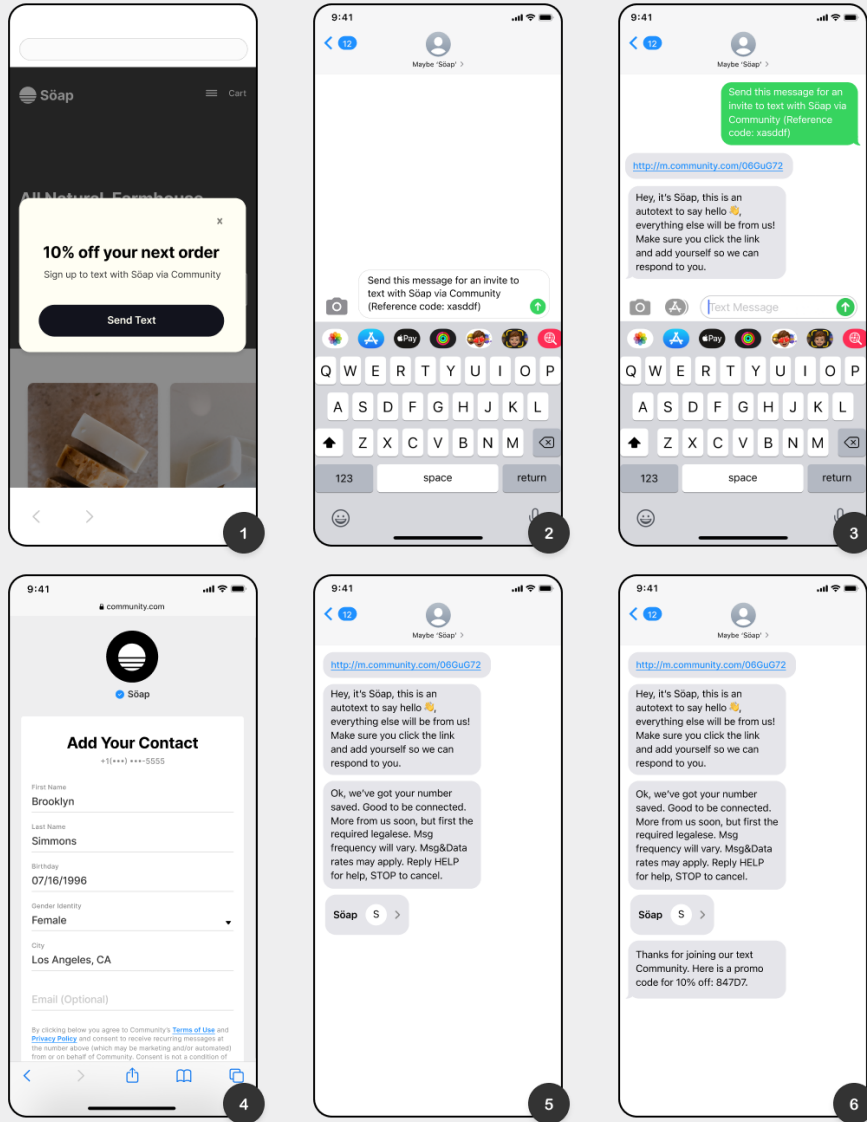 Söap
Cart
All Natural, Farmhouse
x
10% off your next order
Sign up to text with Söap via Community
Send Text
1
9:41
12
Maybe 'Söap' >
Send this message for an invite to
text with Söap via Community
(Reference code: xasddf)
Pay
Q W E R T Y U I O P
A S D F G H J K L
Z X C V B N M
123
space
return
2
9:41
12
Maybe 'Söap' >
Send this message for an
invite to text with Söap via
Community (Reference
code: xasddf)
http://m.community.com/06GuG72
Hey, it's Söap, this is an
autotext to say hello 👋,
everything else will be from us!
Make sure you click the link
and add yourself so we can
respond to you.
Text Message
Pay
Q W E R T Y U I O P
A S D F G H J K L
Z X C V B N M
123
space
return
3
9:41
community.com
Söap
Add Your Contact
+1(•••) •••-5555
First Name
Brooklyn
Last Name
Simmons
Birthday
07/16/1996
Gender Identity
Female
City
Los Angeles, CA
Email (Optional)
By clicking below you agree to Community's Terms of Use and
Privacy Policy and consent to receive recurring messages at
the number above (which may be marketing and/or automated)
from or on behalf of Community. Consent is not a condition of
4
9:41
12
Maybe 'Söap' >
http://m.community.com/06GuG72
Hey, it's Söap, this is an
autotext to say hello 👋,
everything else will be from us!
Make sure you click the link
and add yourself so we can
respond to you.
Ok, we've got your number
saved. Good to be connected.
More from us soon, but first the
required legalese. Msg
frequency will vary. Msg&Data
rates may apply. Reply HELP
for help, STOP to cancel.
Söap S >
5
9:41
12
Maybe 'Söap' >
http://m.community.com/06GuG72
Hey, it's Söap, this is an
autotext to say hello 👋,
everything else will be from us!
Make sure you click the link
and add yourself so we can
respond to you.
Ok, we've got your number
saved. Good to be connected.
More from us soon, but first the
required legalese. Msg
frequency will vary. Msg&Data
rates may apply. Reply HELP
for help, STOP to cancel.
Söap S >
Thanks for joining our text
Community. Here is a promo
code for 10% off: 847D7.
6